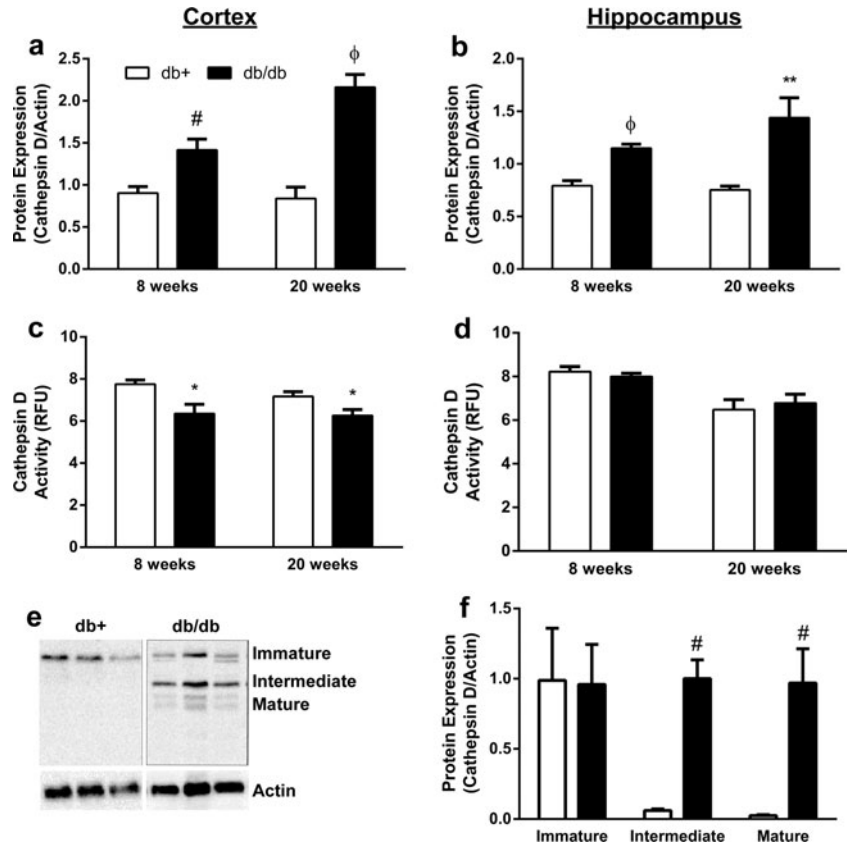 Cortex
Hippocampus
a
Protein Expression
(Cathepsin D/Actin)
2.5
2.0
1.5
1.0
0.5
0.0
db+
db/db
#
ϕ
8 weeks
20 weeks
b
Protein Expression
(Cathepsin D/Actin)
2.0
1.5
1.0
0.5
0.0
ϕ
**
8 weeks
20 weeks
c
Cathepsin D
Activity (RFU)
10
8
6
4
2
0
*
*
8 weeks
20 weeks
d
Cathepsin D
Activity (RFU)
10
8
6
4
2
0
8 weeks
20 weeks
e
db+
db/db
Immature
Intermediate
Mature
Actin
f
Protein Expression
(Cathepsin D/Actin)
1.5
1.0
0.5
0.0
#
#
Immature
Intermediate
Mature